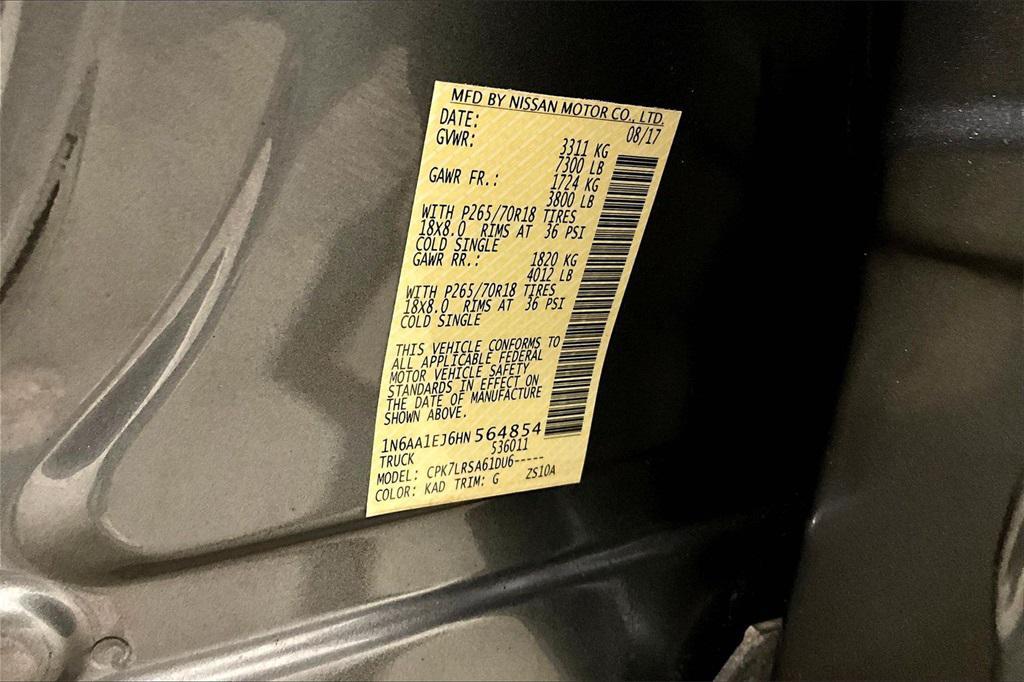 MFD BY NISSAN MOTOR CO., LTD.
DATE: 08/17
GVWR: 3311 KG
7300 LB
GAWR FR.: 1724 KG
3800 LB
WITH P265/70R18 TIRES
18X8.0 RIMS AT 36 PSI
COLD SINGLE
GAWR RR.: 1820 KG
4012 LB
WITH P265/70R18 TIRES
18X8.0 RIMS AT 36 PSI
COLD SINGLE
THIS VEHICLE CONFORMS TO
ALL APPLICABLE FEDERAL
MOTOR VEHICLE SAFETY
STANDARDS IN EFFECT ON
THE DATE OF MANUFACTURE
SHOWN ABOVE.
1N6AA1EJ6HN564854
TRUCK 536011
MODEL: CPK7LRSA61DU6-----
COLOR: KAD TRIM: G ZS10A